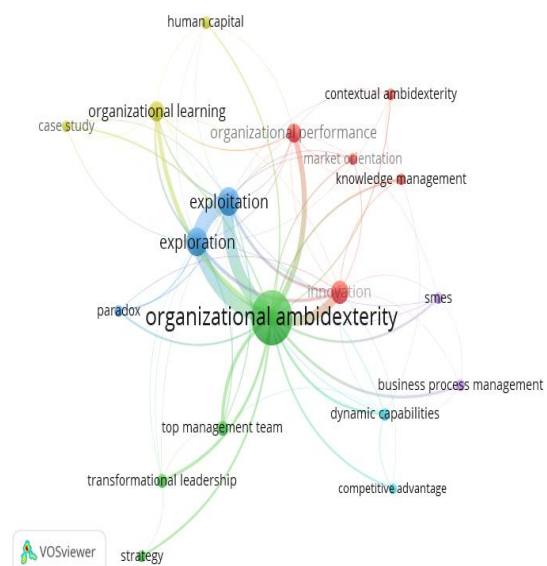 human capital
contextual ambidexterity
organizational learning
case study
organizational performance
market orientation
knowledge management
exploitation
exploration
innovation
smes
paradox
organizational ambidexterity
business process management
dynamic capabilities
top management team
transformational leadership
competitive advantage
strategy
VOSviewer